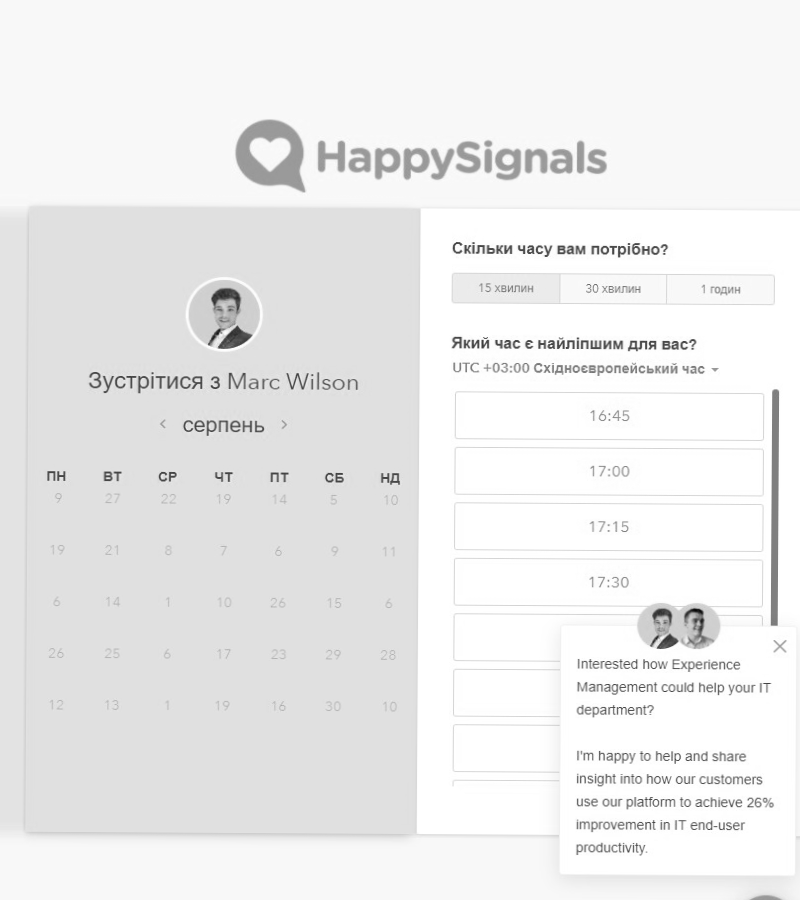 HappySignals
Зустрітися з Marc Wilson
серпень
ПН ВТ СР ЧТ ПТ СБ НД
9 27 22 19 14 5 10
19 21 8 7 6 9 11
6 14 1 10 26 15 6
26 25 6 17 23 29 28
12 13 1 19 16 30 10
Скільки часу вам потрібно?
15 хвилин 30 хвилин 1 годин
Який час є найліпшим для вас?
UTC +03:00 Східноєвропейський час
16:45
17:00
17:15
17:30
Interested how Experience
Management could help your IT
department?
I'm happy to help and share
insight into how our customers
use our platform to achieve 26%
improvement in IT end-user
productivity.